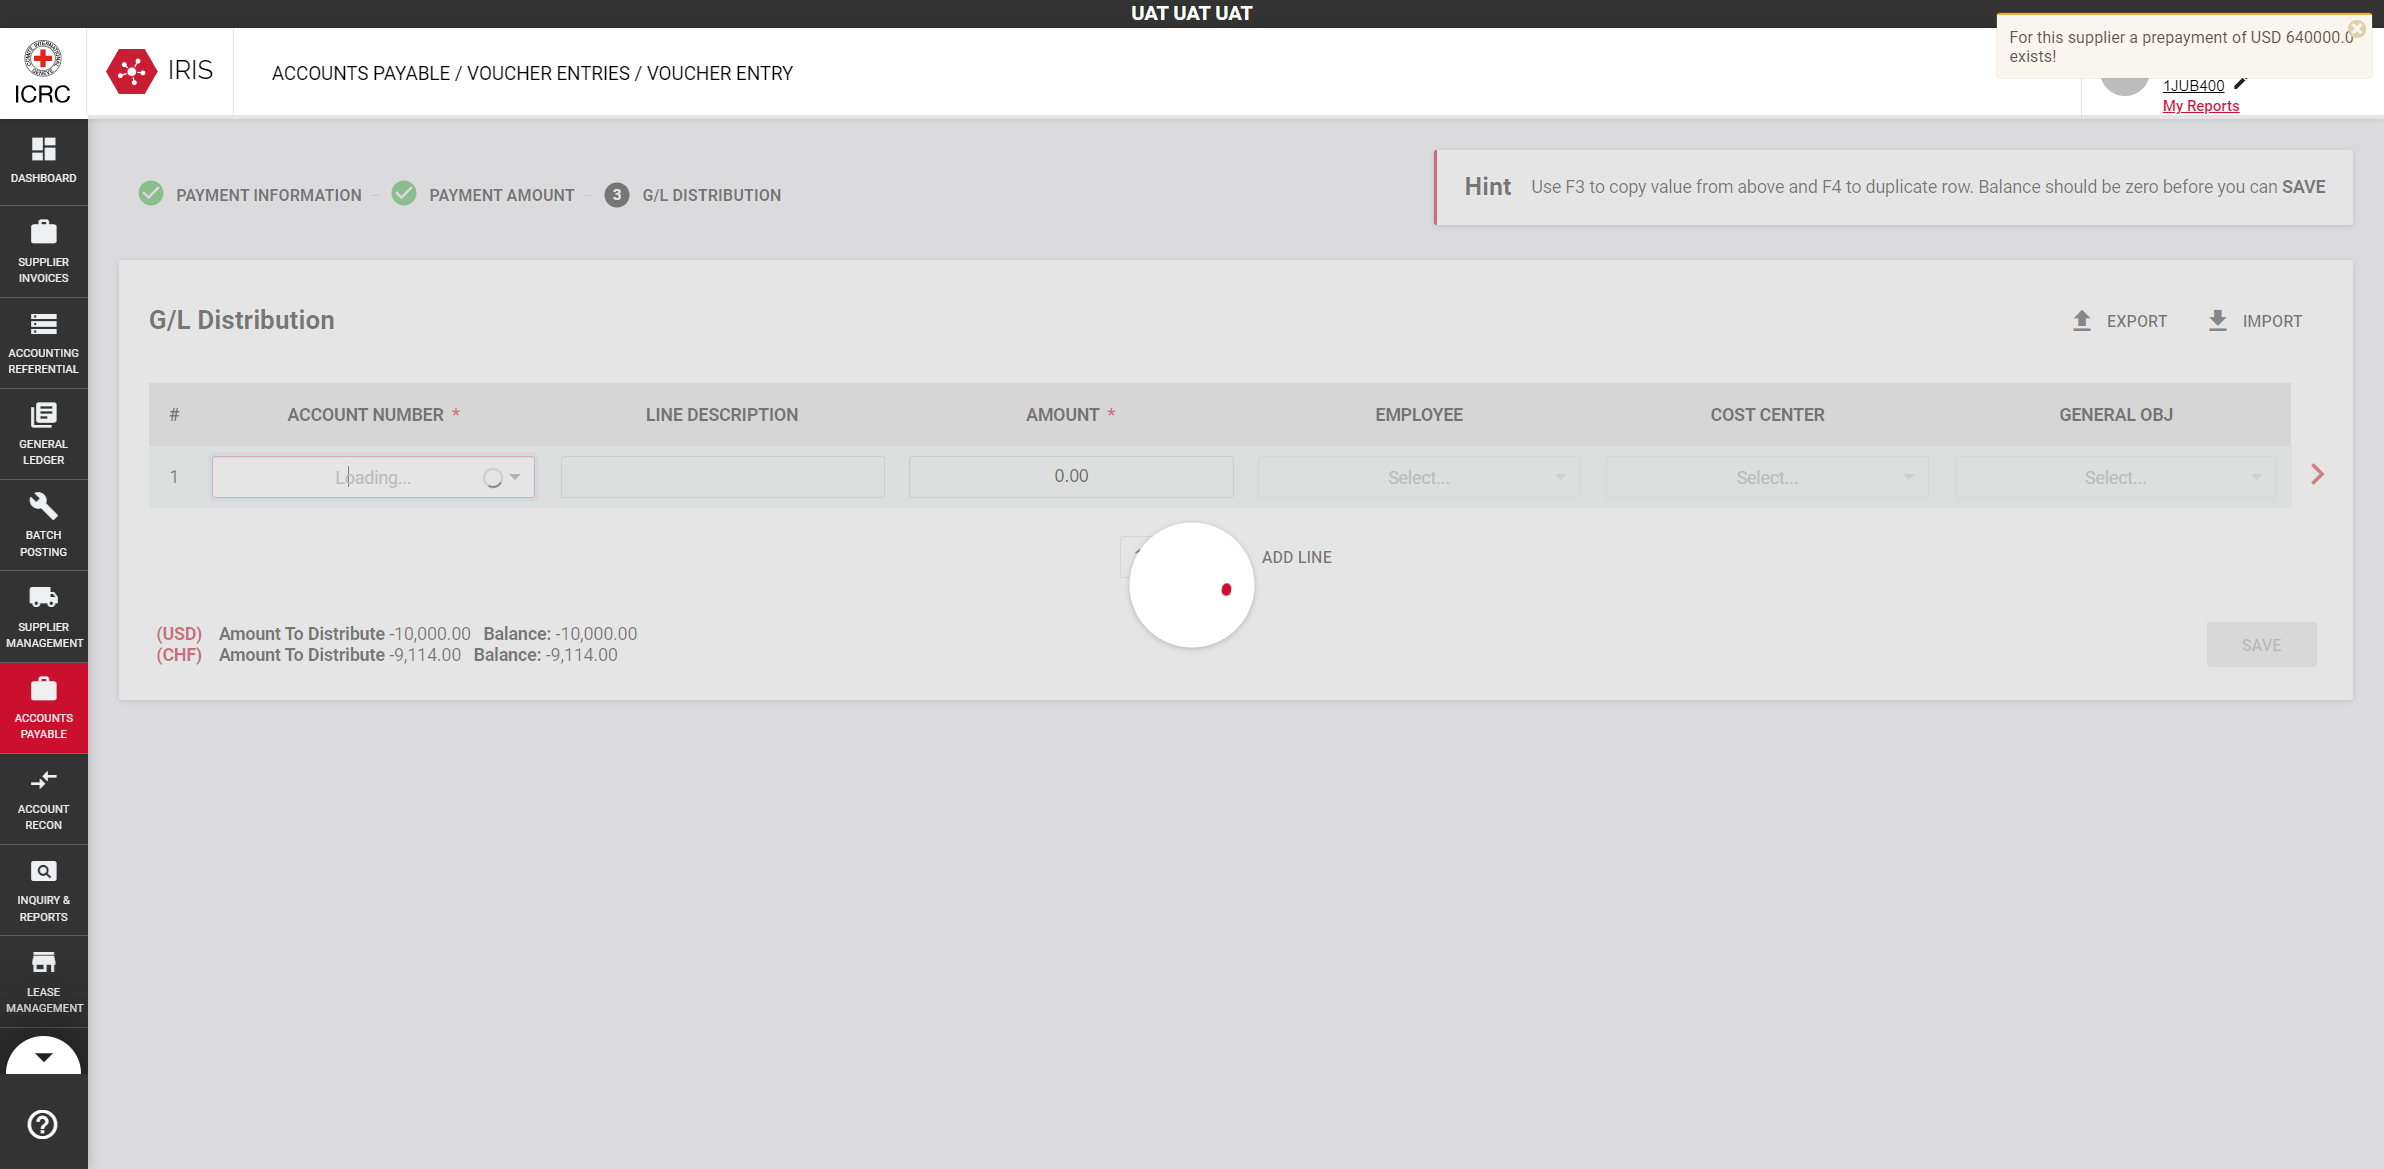 UAT UAT UAT
For this supplier a prepayment of USD 640000.0
exists!
ICRC
IRIS
ACCOUNTS PAYABLE / VOUCHER ENTRIES / VOUCHER ENTRY
1JUB400
My Reports
DASHBOARD
SUPPLIER
INVOICES
ACCOUNTING
REFERENTIAL
GENERAL
LEDGER
BATCH
POSTING
SUPPLIER
MANAGEMENT
ACCOUNTS
PAYABLE
ACCOUNT
RECON
INQUIRY &
REPORTS
LEASE
MANAGEMENT
PAYMENT INFORMATION - PAYMENT AMOUNT - 3 G/L DISTRIBUTION
Hint Use F3 to copy value from above and F4 to duplicate row. Balance should be zero before you can SAVE
G/L Distribution
EXPORT IMPORT
# ACCOUNT NUMBER * LINE DESCRIPTION AMOUNT * EMPLOYEE COST CENTER GENERAL OBJ
1 Loading... 0.00 Select... Select... Select...
ADD LINE
(USD) Amount To Distribute -10,000.00 Balance: -10,000.00
(CHF) Amount To Distribute -9,114.00 Balance: -9,114.00
SAVE